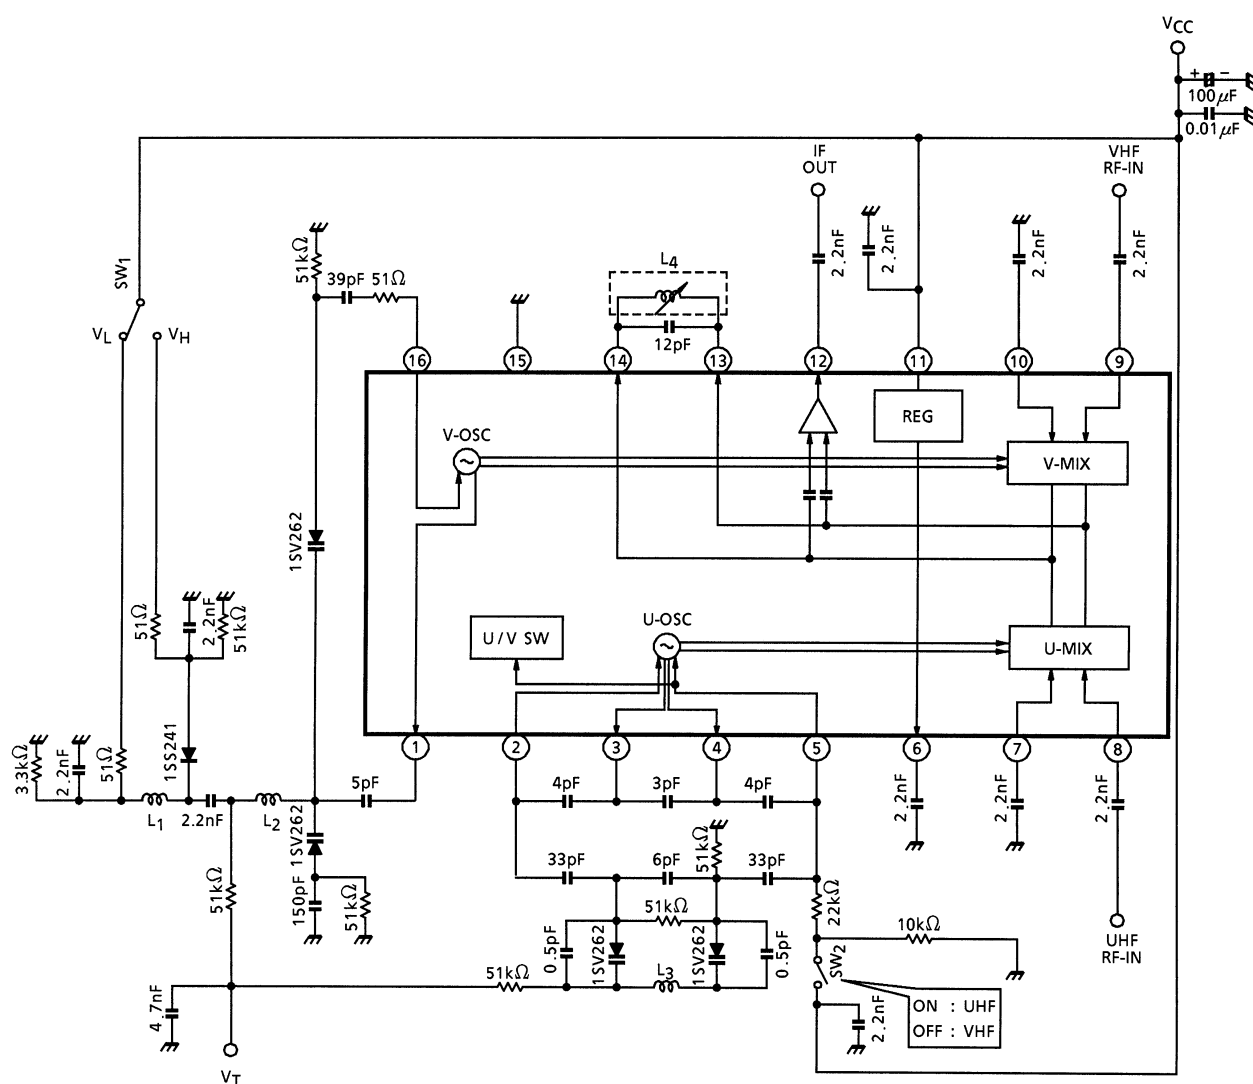 VCC
+ −
100μF
0.01μF
IF
OUT
VHF
RF-IN
2.2nF
2.2nF
2.2nF
2.2nF
51kΩ
39pF
51Ω
L4
12pF
SW1
VL
VH
16
15
14
13
12
11
10
9
REG
V-OSC
V-MIX
1SV262
51Ω
2.2nF
51kΩ
U/V SW
U-OSC
U-MIX
1SS241
1
2
3
4
5
6
7
8
3.3kΩ
2.2nF
51Ω
5pF
4pF
3pF
4pF
2.2nF
2.2nF
2.2nF
L1
2.2nF
L2
1SV262
51kΩ
33pF
6pF
33pF
51kΩ
150pF
51kΩ
51kΩ
22kΩ
10kΩ
UHF
RF-IN
0.5pF
1SV262
1SV262
0.5pF
SW2
51kΩ
L3
4.7nF
2.2nF
ON : UHF
OFF : VHF
VT